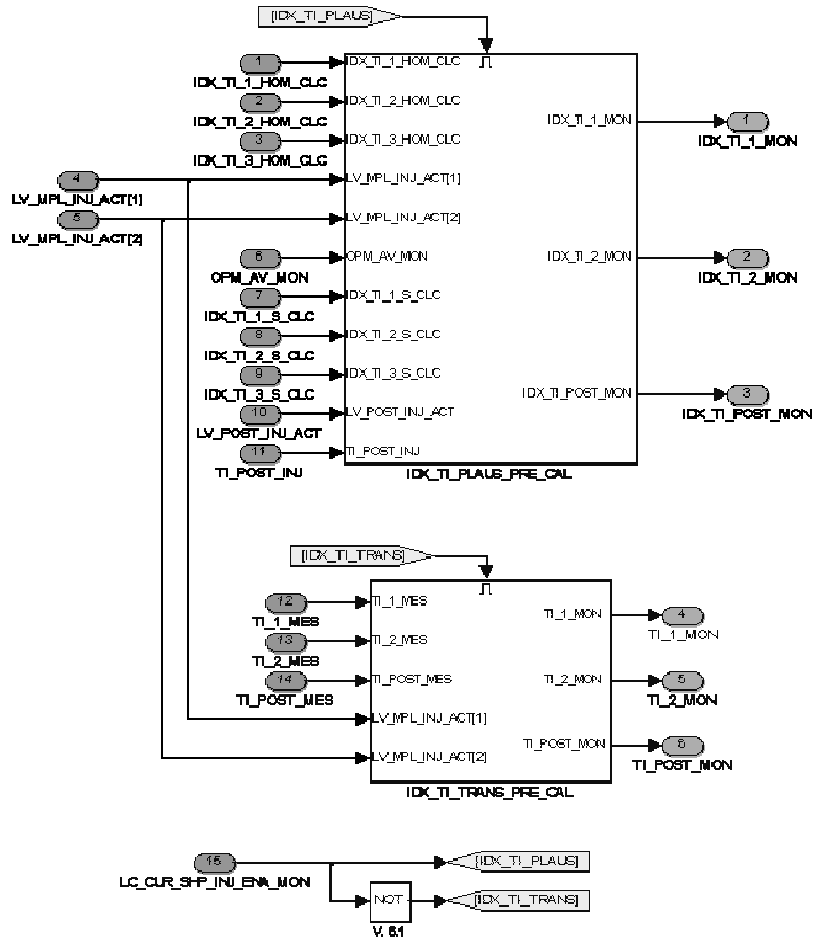 [IDX_TI_PLAUS]
1
IDX_TI_1_HOM_CLC
IDX_TI_1_HOM_CLC
2
IDX_TI_2_HOM_CLC
IDX_TI_2_HOM_CLC
IDX_TI_1_MON
1
IDX_TI_1_MON
3
IDX_TI_3_HOM_CLC
IDX_TI_3_HOM_CLC
4
LV_MPL_INJ_ACT[1]
LV_MPL_INJ_ACT[1]
5
LV_MPL_INJ_ACT[2]
LV_MPL_INJ_ACT[2]
6
OPM_AV_MON
OPM_AV_MON
IDX_TI_2_MON
2
IDX_TI_2_MON
7
IDX_TI_1_S_CLC
IDX_TI_1_S_CLC
8
IDX_TI_2_S_CLC
IDX_TI_2_S_CLC
9
IDX_TI_3_S_CLC
IDX_TI_3_S_CLC
IDX_TI_POST_MON
3
IDX_TI_POST_MON
10
LV_POST_INJ_ACT
LV_POST_INJ_ACT
11
TI_POST_INJ
TI_POST_INJ
IDX_TI_PLAUS_PRE_CAL
[IDX_TI_TRANS]
12
TI_1_MES
TI_1_MES
TI_1_MON
4
TI_1_MON
13
TI_2_MES
TI_2_MES
14
TI_POST_MES
TI_POST_MES
TI_2_MON
5
TI_2_MON
LV_MPL_INJ_ACT[1]
TI_POST_MON
6
TI_POST_MON
LV_MPL_INJ_ACT[2]
IDX_TI_TRANS_PRE_CAL
15
LC_CUR_SHP_INJ_ENA_MON
[IDX_TI_PLAUS]
NOT
[IDX_TI_TRANS]
V. 6.1